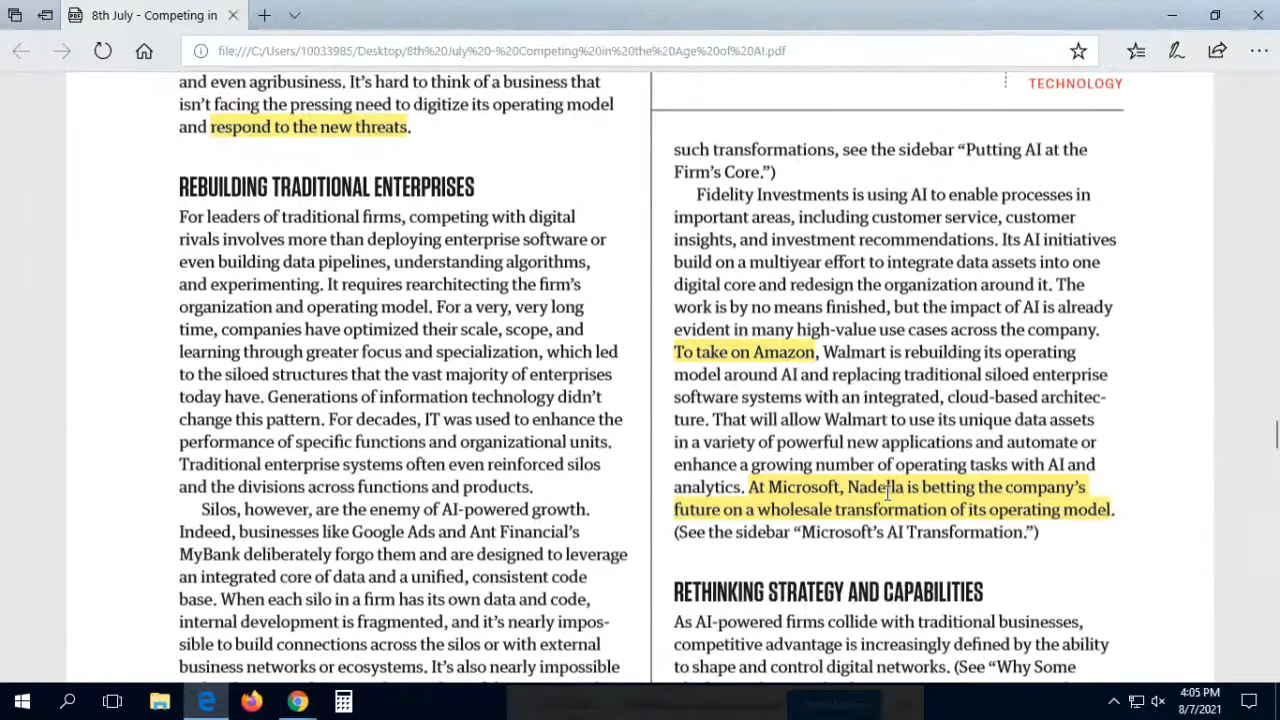 8th July - Competing in
file:///C:/Users/10033985/Desktop/8th%20July%20-%20Competing%20in%20the%20Age%20of%20AI.pdf
and even agribusiness. It's hard to think of a business that
isn't facing the pressing need to digitize its operating model
and respond to the new threats.
REBUILDING TRADITIONAL ENTERPRISES
For leaders of traditional firms, competing with digital
rivals involves more than deploying enterprise software or
even building data pipelines, understanding algorithms,
and experimenting. It requires rearchitecting the firm's
organization and operating model. For a very, very long
time, companies have optimized their scale, scope, and
learning through greater focus and specialization, which led
to the siloed structures that the vast majority of enterprises
today have. Generations of information technology didn't
change this pattern. For decades, IT was used to enhance the
performance of specific functions and organizational units.
Traditional enterprise systems often even reinforced silos
and the divisions across functions and products.
Silos, however, are the enemy of AI-powered growth.
Indeed, businesses like Google Ads and Ant Financial's
MyBank deliberately forgo them and are designed to leverage
an integrated core of data and a unified, consistent code
base. When each silo in a firm has its own data and code,
internal development is fragmented, and it's nearly impos-
sible to build connections across the silos or with external
business networks or ecosystems. It's also nearly impossible
TECHNOLOGY
such transformations, see the sidebar “Putting AI at the
Firm's Core.”)
Fidelity Investments is using AI to enable processes in
important areas, including customer service, customer
insights, and investment recommendations. Its AI initiatives
build on a multiyear effort to integrate data assets into one
digital core and redesign the organization around it. The
work is by no means finished, but the impact of AI is already
evident in many high-value use cases across the company.
To take on Amazon, Walmart is rebuilding its operating
model around AI and replacing traditional siloed enterprise
software systems with an integrated, cloud-based architec-
ture. That will allow Walmart to use its unique data assets
in a variety of powerful new applications and automate or
enhance a growing number of operating tasks with AI and
analytics. At Microsoft, Nadella is betting the company's
future on a wholesale transformation of its operating model.
(See the sidebar “Microsoft's AI Transformation.”)
RETHINKING STRATEGY AND CAPABILITIES
As AI-powered firms collide with traditional businesses,
competitive advantage is increasingly defined by the ability
to shape and control digital networks. (See “Why Some
4:05 PM
8/7/2021